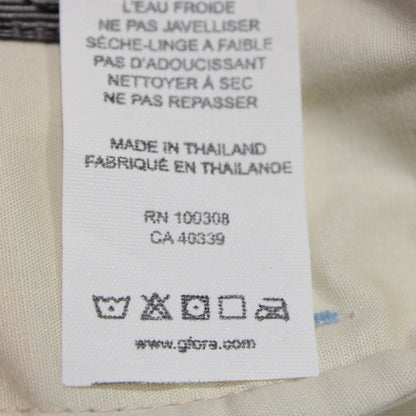 L'EAU FROIDE
NE PAS JAVELLISER
SÉCHE-LINGE A FAIBLE
PAS D'ADOUCISSANT
NETTOYER À SEC
NE PAS REPASSER
MADE IN THAILAND
FABRIQUÉ EN THAILANDE
RN 100308
CA 40339
www.gfore.com